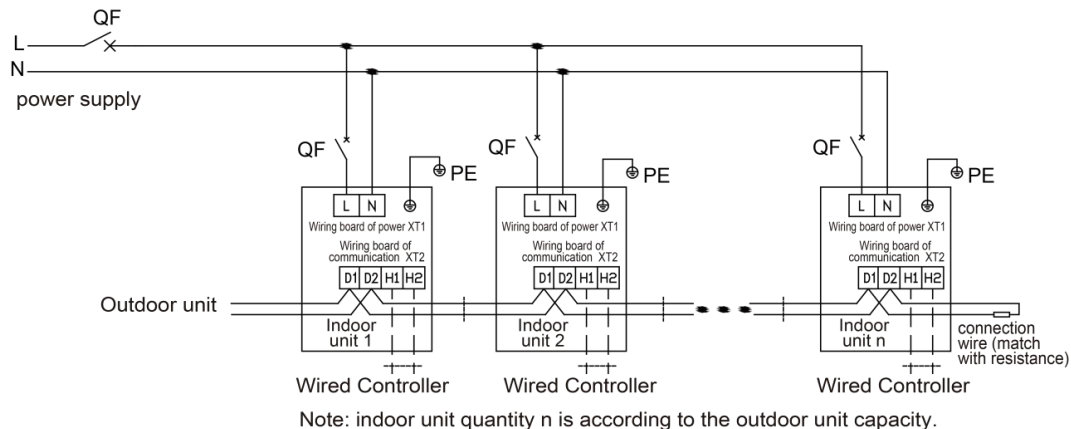 QF
L
N
power supply
QF
PE
QF
PE
QF
PE
L N
Wiring board of power XT1
Wiring board of
communication XT2
D1 D2 H1 H2
L N
Wiring board of power XT1
Wiring board of
communication XT2
D1 D2 H1 H2
L N
Wiring board of power XT1
Wiring board of
communication XT2
D1 D2 H1 H2
Outdoor unit
Indoor
unit 1
Indoor
unit 2
Indoor
unit n
connection
wire (match
with resistance)
Wired Controller
Wired Controller
Wired Controller
Note: indoor unit quantity n is according to the outdoor unit capacity.